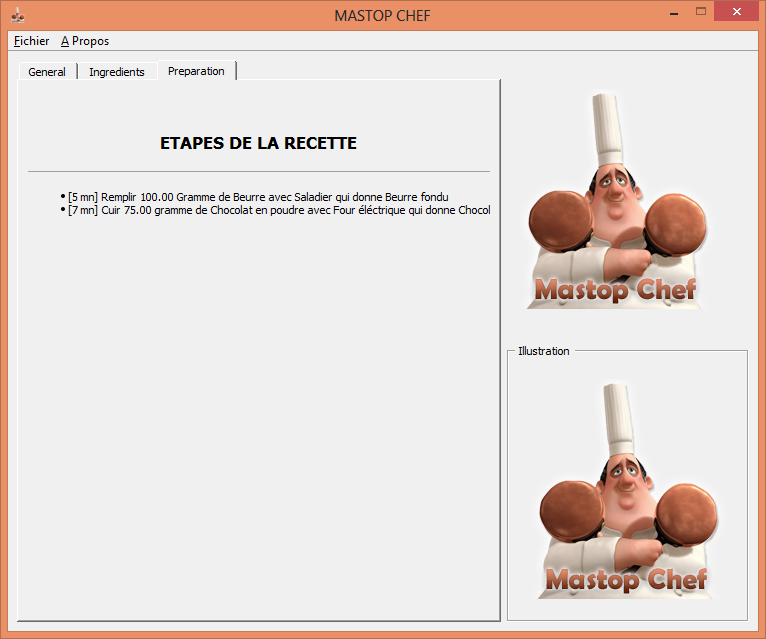 MASTOP CHEF
Fichier A Propos
General Ingredients Preparation
ETAPES DE LA RECETTE
• [5 mn] Remplir 100.00 Gramme de Beurre avec Saladier qui donne Beurre fondu
• [7 mn] Cuir 75.00 gramme de Chocolat en poudre avec Four éléctrique qui donne Chocol
Mastop Chef
Illustration
Mastop Chef